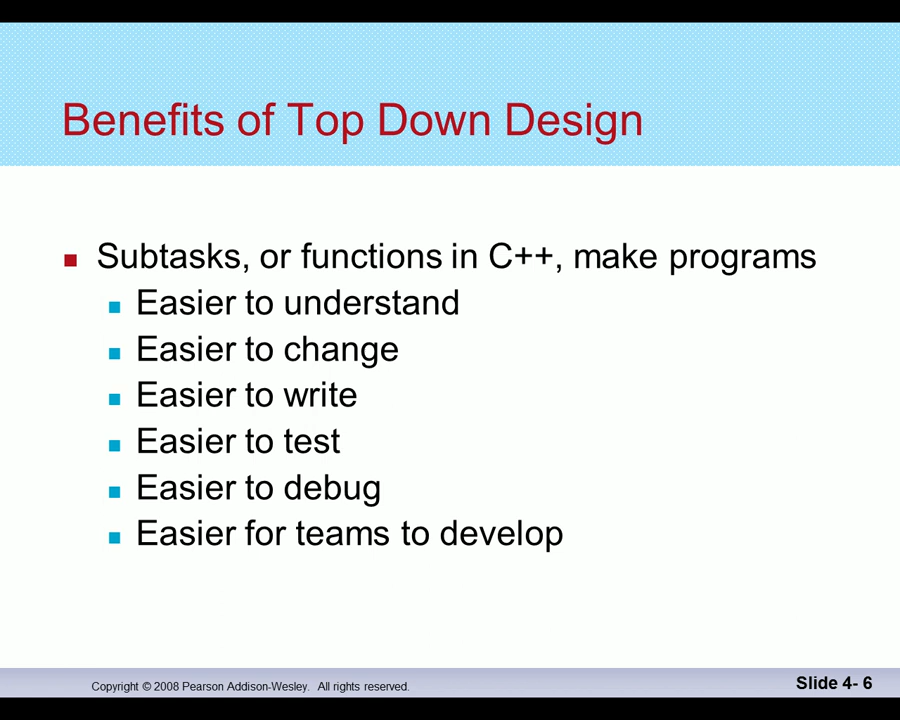 Benefits of Top Down Design
Subtasks, or functions in C++, make programs
Easier to understand
Easier to change
Easier to write
Easier to test
Easier to debug
Easier for teams to develop
Copyright © 2008 Pearson Addison-Wesley. All rights reserved.
Slide 4- 6